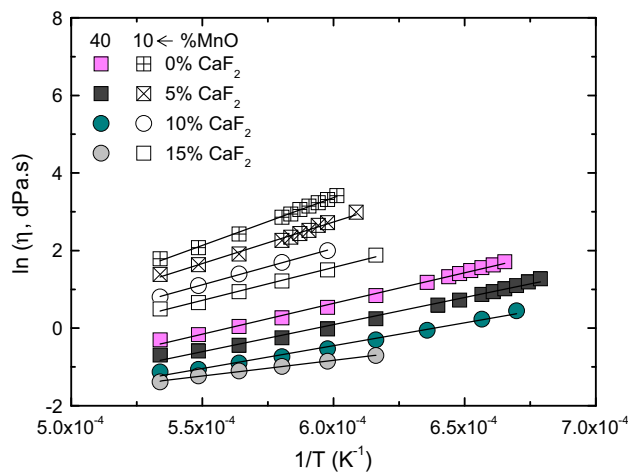 8
6
4
2
0
-2
ln (η, dPa.s)
40 10 ← %MnO
0% CaF₂
5% CaF₂
10% CaF₂
15% CaF₂
5.0x10⁻⁴ 5.5x10⁻⁴ 6.0x10⁻⁴ 6.5x10⁻⁴ 7.0x10⁻⁴
1/T (K⁻¹)